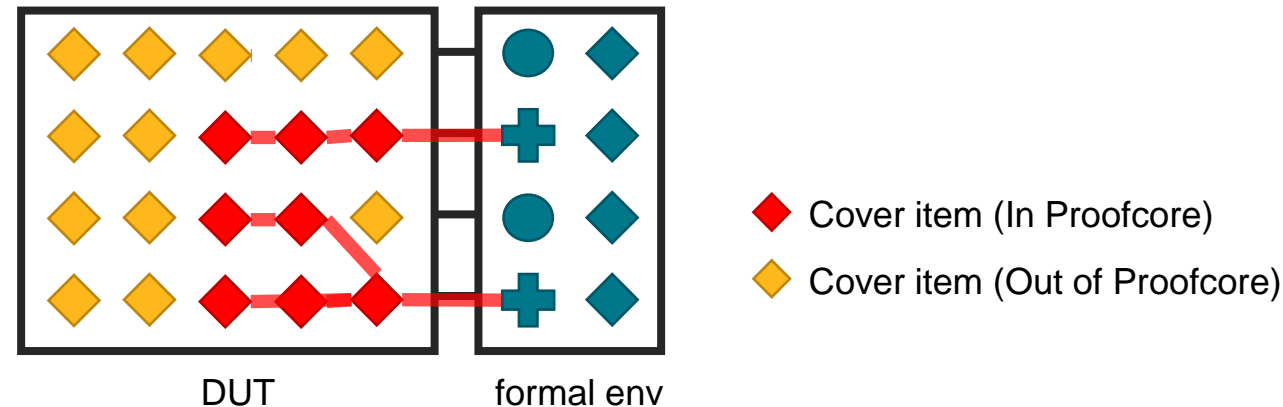 Cover item (In Proofcore)
Cover item (Out of Proofcore)
DUT
formal env